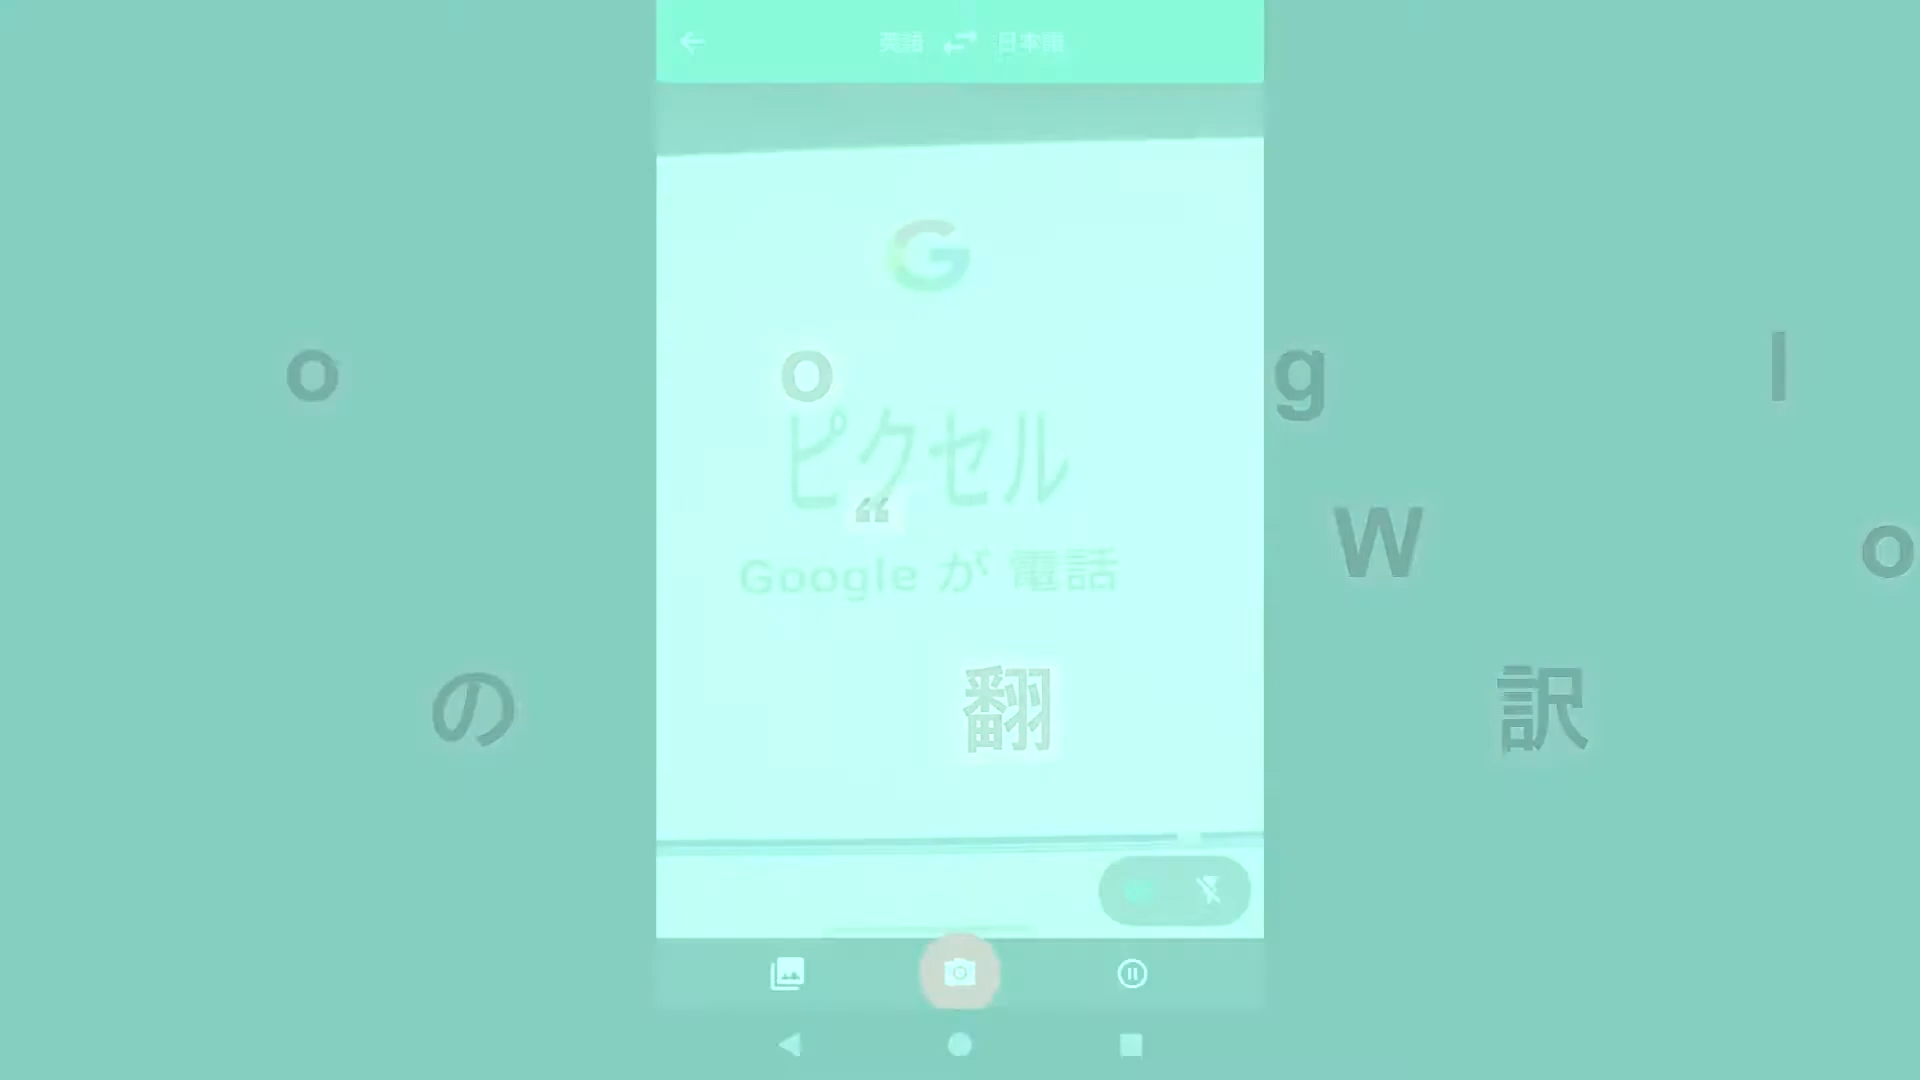 英語 日本語
G
o o g l
ピクセル
“ W o
Google が 電話
の 翻 訳